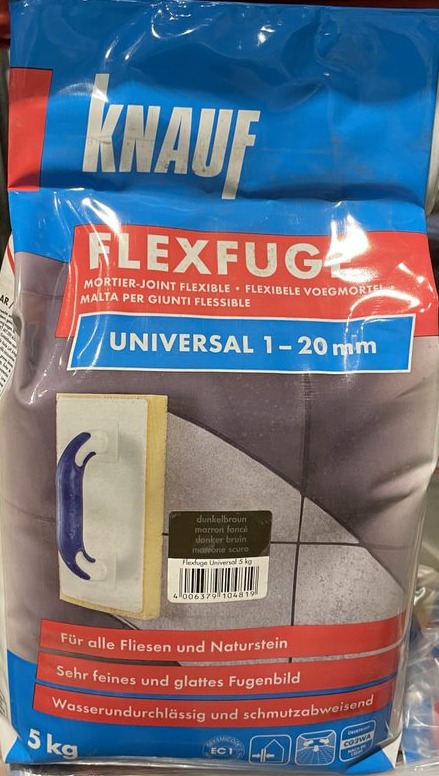 KNAUF
FLEXFUGE
MORTIER-JOINT FLEXIBLE • FLEXIBELE VOEGMORTEL
MALTA PER GIUNTI FLESSIBLE
UNIVERSAL 1–20 mm
dunkelbraun
marron foncé
donker bruin
marrone scuro
Flexfuge Universal 5 kg
4 006379 104819
Für alle Fliesen und Naturstein
Sehr feines und glattes Fugenbild
Wasserundurchlässig und schmutzabweisend
5 kg
EC1
CG2WA